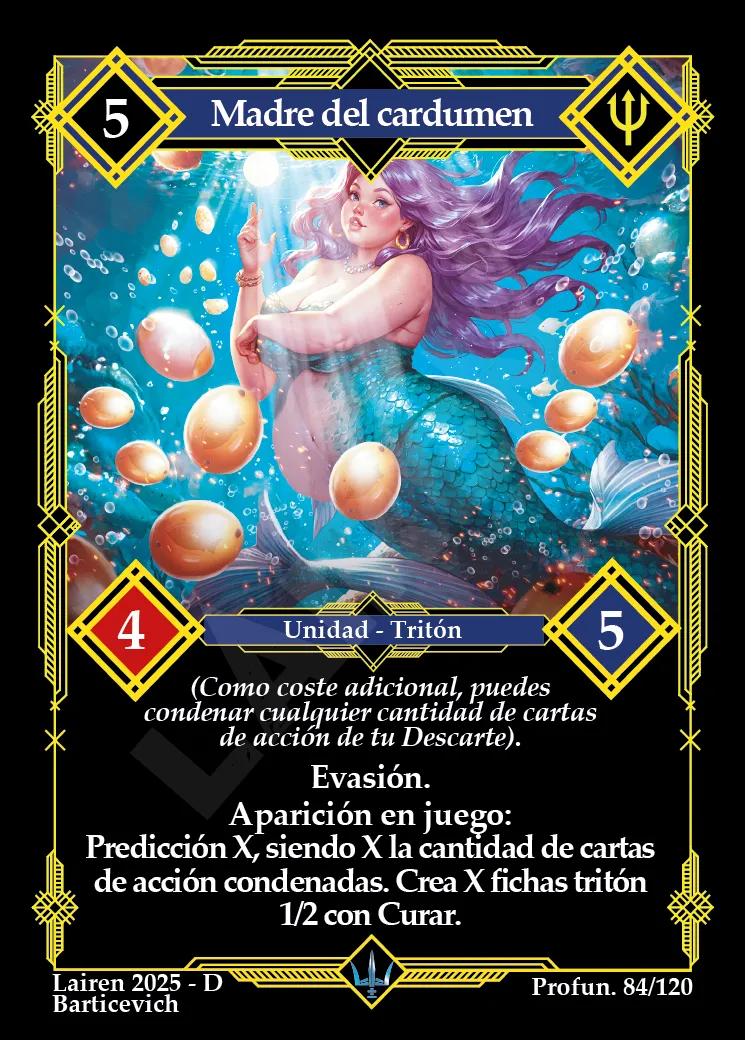 5
Madre del cardumen
4
Unidad - Tritón
5
(Como coste adicional, puedes
condenar cualquier cantidad de cartas
de acción de tu Descarte).
Evasión.
Aparición en juego:
Predicción X, siendo X la cantidad de cartas
de acción condenadas. Crea X fichas tritón
1/2 con Curar.
Lairen 2025 - D
Barticevich
Profun. 84/120